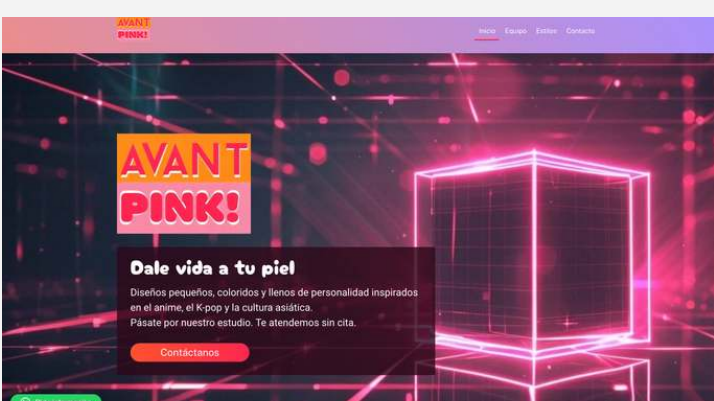 AVANT
PINK!
Inicio Equipo Estilos Contacto
AVANT
PINK!
Dale vida a tu piel
Diseños pequeños, coloridos y llenos de personalidad inspirados
en el anime, el K-pop y la cultura asiática.
Pásate por nuestro estudio. Te atendemos sin cita.
Contáctanos